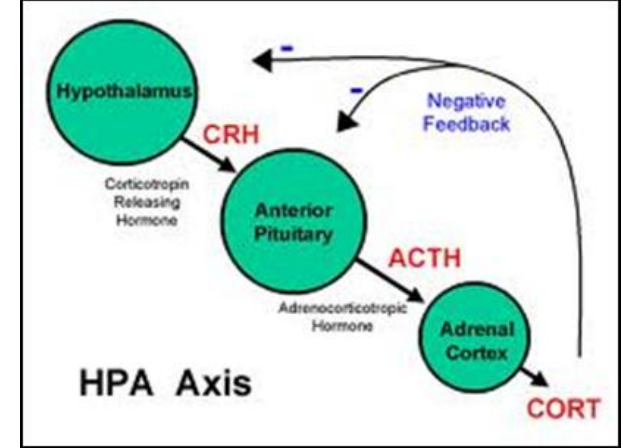 Hypothalamus
-
-
Negative
Feedback
CRH
Corticotropin
Releasing
Hormone
Anterior
Pituitary
ACTH
Adrenocorticotropic
Hormone
Adrenal
Cortex
HPA Axis
CORT